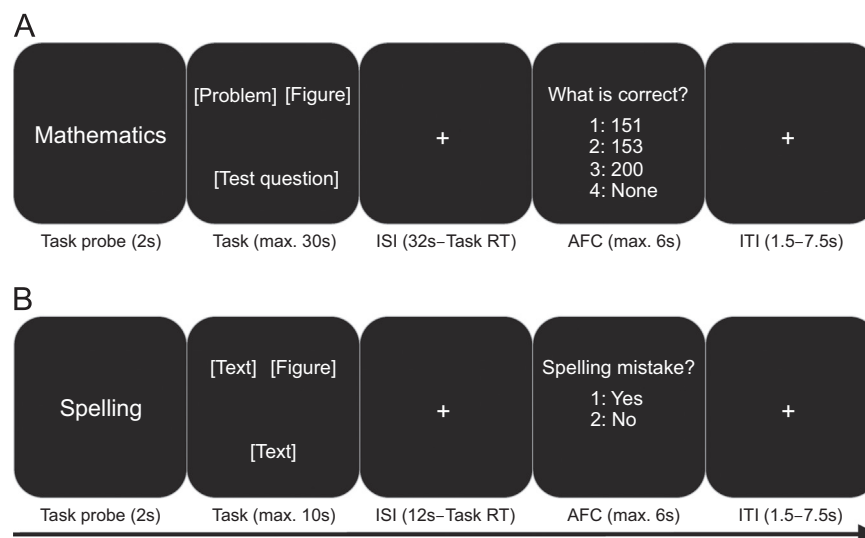 A
Mathematics
[Problem] [Figure]
[Test question]
+
What is correct?
1: 151
2: 153
3: 200
4: None
+
Task probe (2s)
Task (max. 30s)
ISI (32s–Task RT)
AFC (max. 6s)
ITI (1.5–7.5s)
B
Spelling
[Text] [Figure]
[Text]
+
Spelling mistake?
1: Yes
2: No
+
Task probe (2s)
Task (max. 10s)
ISI (12s–Task RT)
AFC (max. 6s)
ITI (1.5–7.5s)